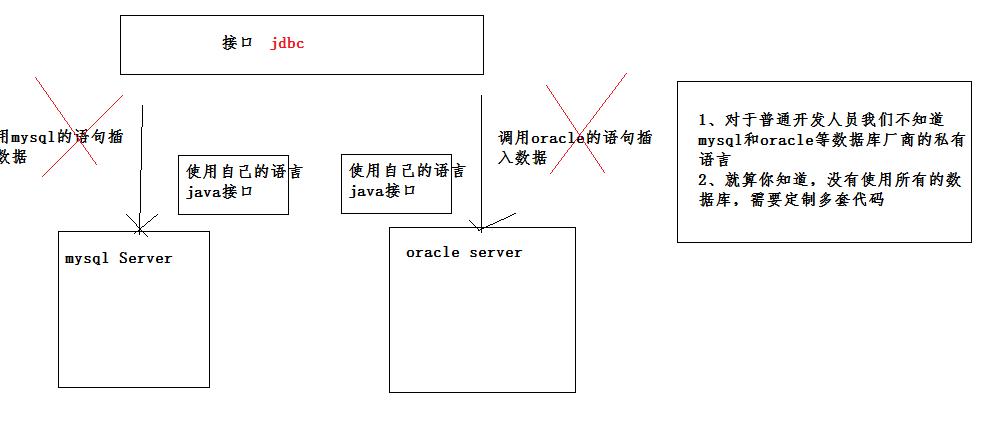 接口 jdbc
用mysql的语句插
数据
调用oracle的语句插
入数据
使用自己的语言
java接口
使用自己的语言
java接口
mysql Server
oracle server
1、对于普通开发人员我们不知道
mysql和oracle等数据库厂商的私有
语言
2、就算你知道，没有使用所有的数
据库，需要定制多套代码